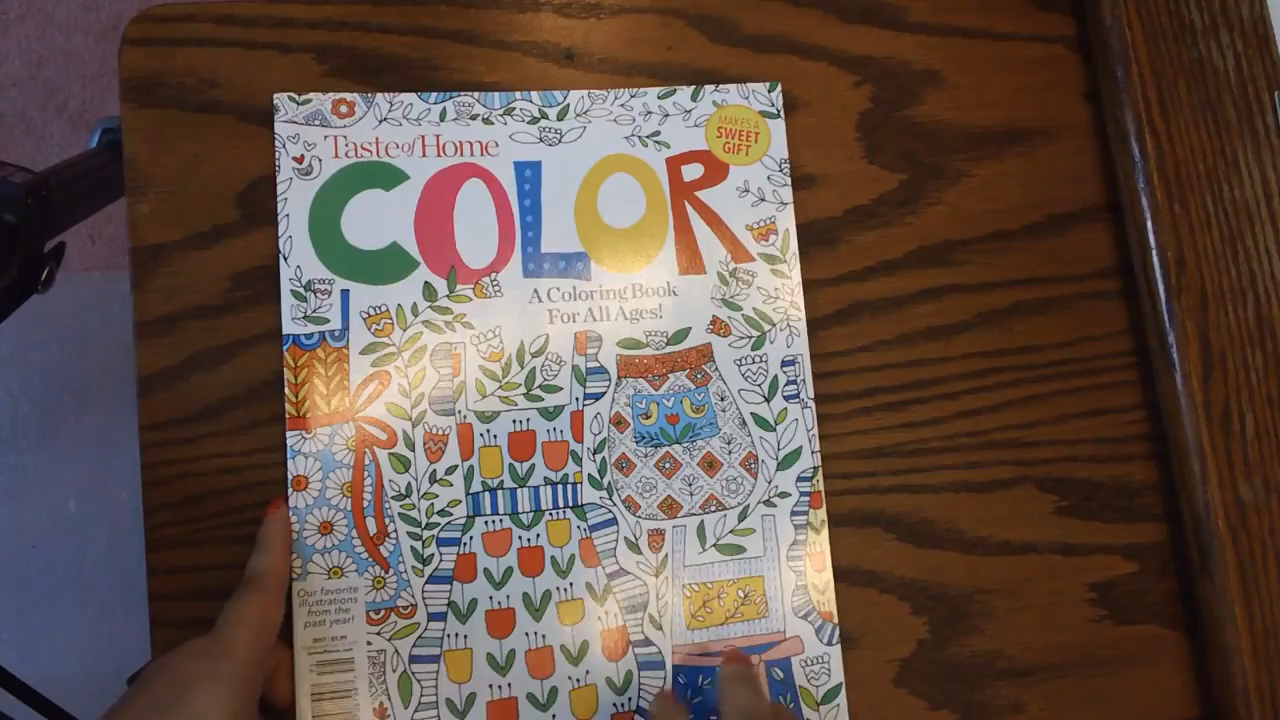 Taste of Home
MAKES A
SWEET
GIFT
COLOR
A Coloring Book
For All Ages!
Our favorite
illustrations
from the
past year!